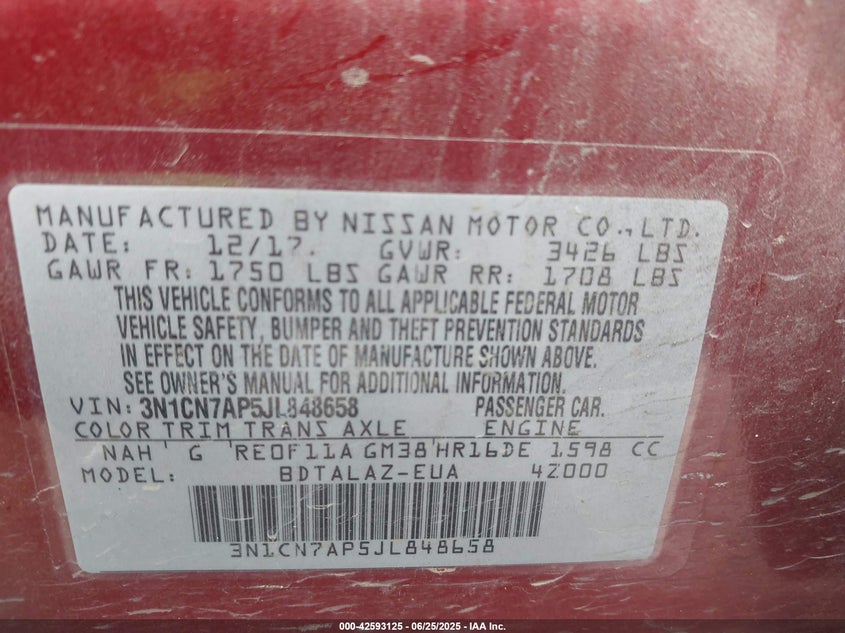 MANUFACTURED BY NISSAN MOTOR CO., LTD.
DATE: 12/17. GVWR: 3426 LBS
GAWR FR: 1750 LBS GAWR RR: 1708 LBS
THIS VEHICLE CONFORMS TO ALL APPLICABLE FEDERAL MOTOR
VEHICLE SAFETY, BUMPER AND THEFT PREVENTION STANDARDS
IN EFFECT ON THE DATE OF MANUFACTURE SHOWN ABOVE.
SEE OWNER'S MANUAL FOR ADDITIONAL INFORMATION.
VIN: 3N1CN7AP5JL848658 PASSENGER CAR.
COLOR TRIM TRANS AXLE ENGINE
NAH G RE0F11A GM38 HR16DE 1598 CC
MODEL: BDTALAZ-EUA 4Z000
3N1CN7AP5JL848658
000-42593125 - 06/25/2025 - IAA Inc.